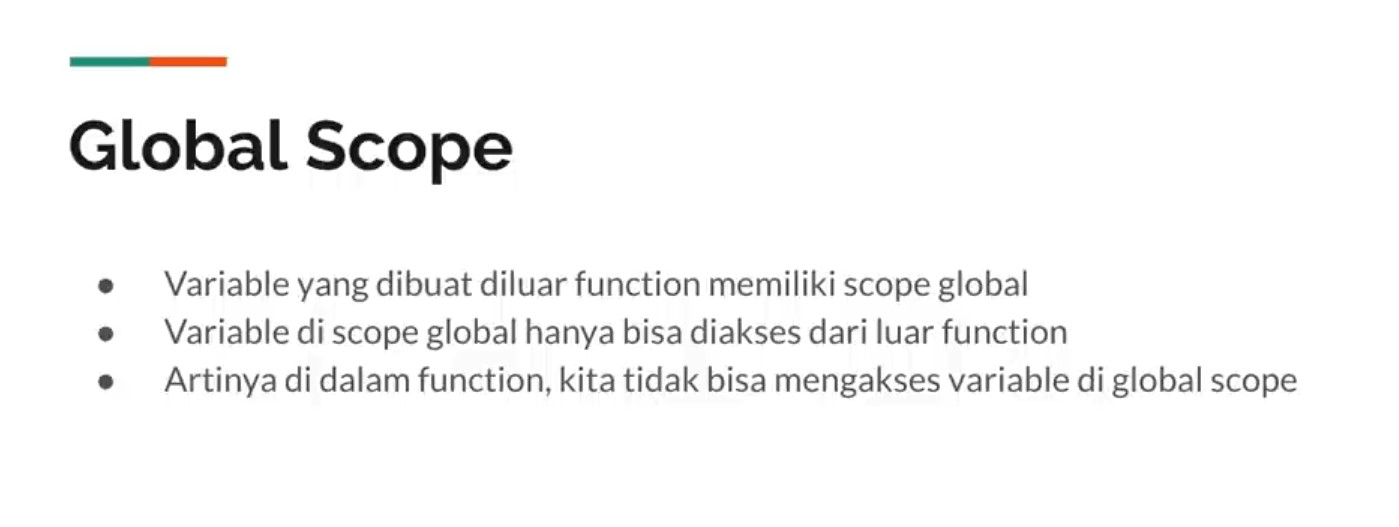 Global Scope
● Variable yang dibuat diluar function memiliki scope global
● Variable di scope global hanya bisa diakses dari luar function
● Artinya di dalam function, kita tidak bisa mengakses variable di global scope